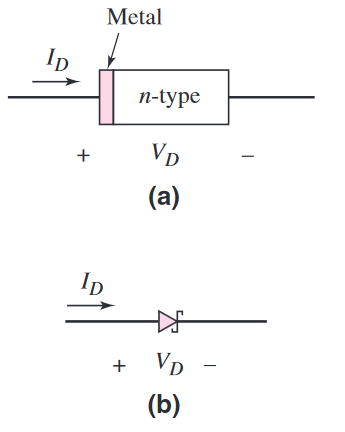 Metal
I_D
n-type
+ V_D –
(a)
I_D
+ V_D –
(b)